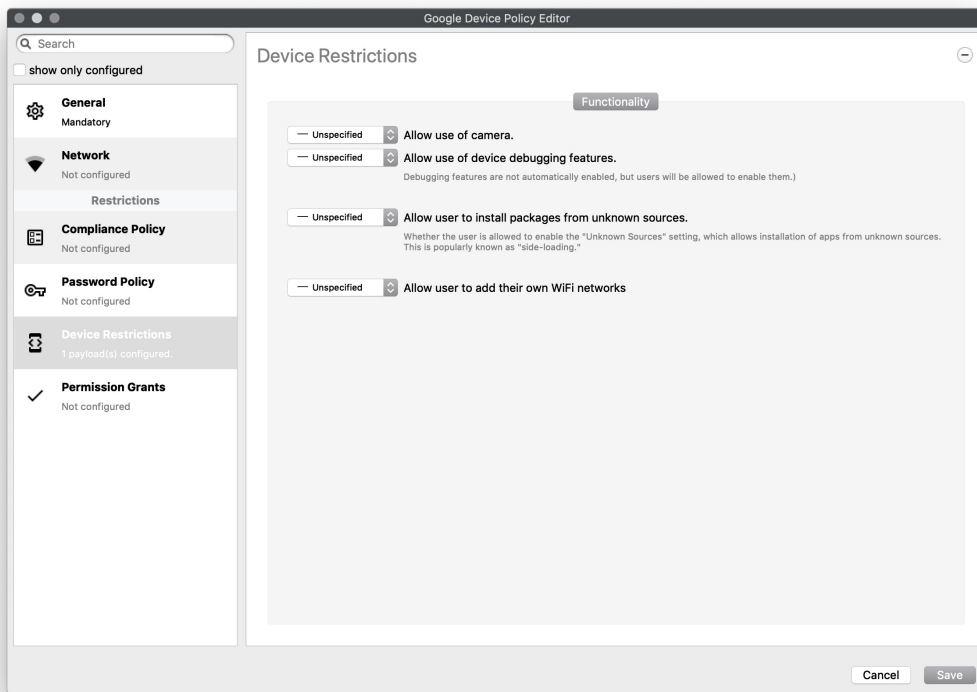 Google Device Policy Editor
Search
show only configured
General
Mandatory
Network
Not configured
Restrictions
Compliance Policy
Not configured
Password Policy
Not configured
Device Restrictions
1 payload(s) configured.
Permission Grants
Not configured
Device Restrictions
Functionality
— Unspecified Allow use of camera.
— Unspecified Allow use of device debugging features.
Debugging features are not automatically enabled, but users will be allowed to enable them.)
— Unspecified Allow user to install packages from unknown sources.
Whether the user is allowed to enable the "Unknown Sources" setting, which allows installation of apps from unknown sources.
This is popularly known as "side-loading."
— Unspecified Allow user to add their own WiFi networks
Cancel Save